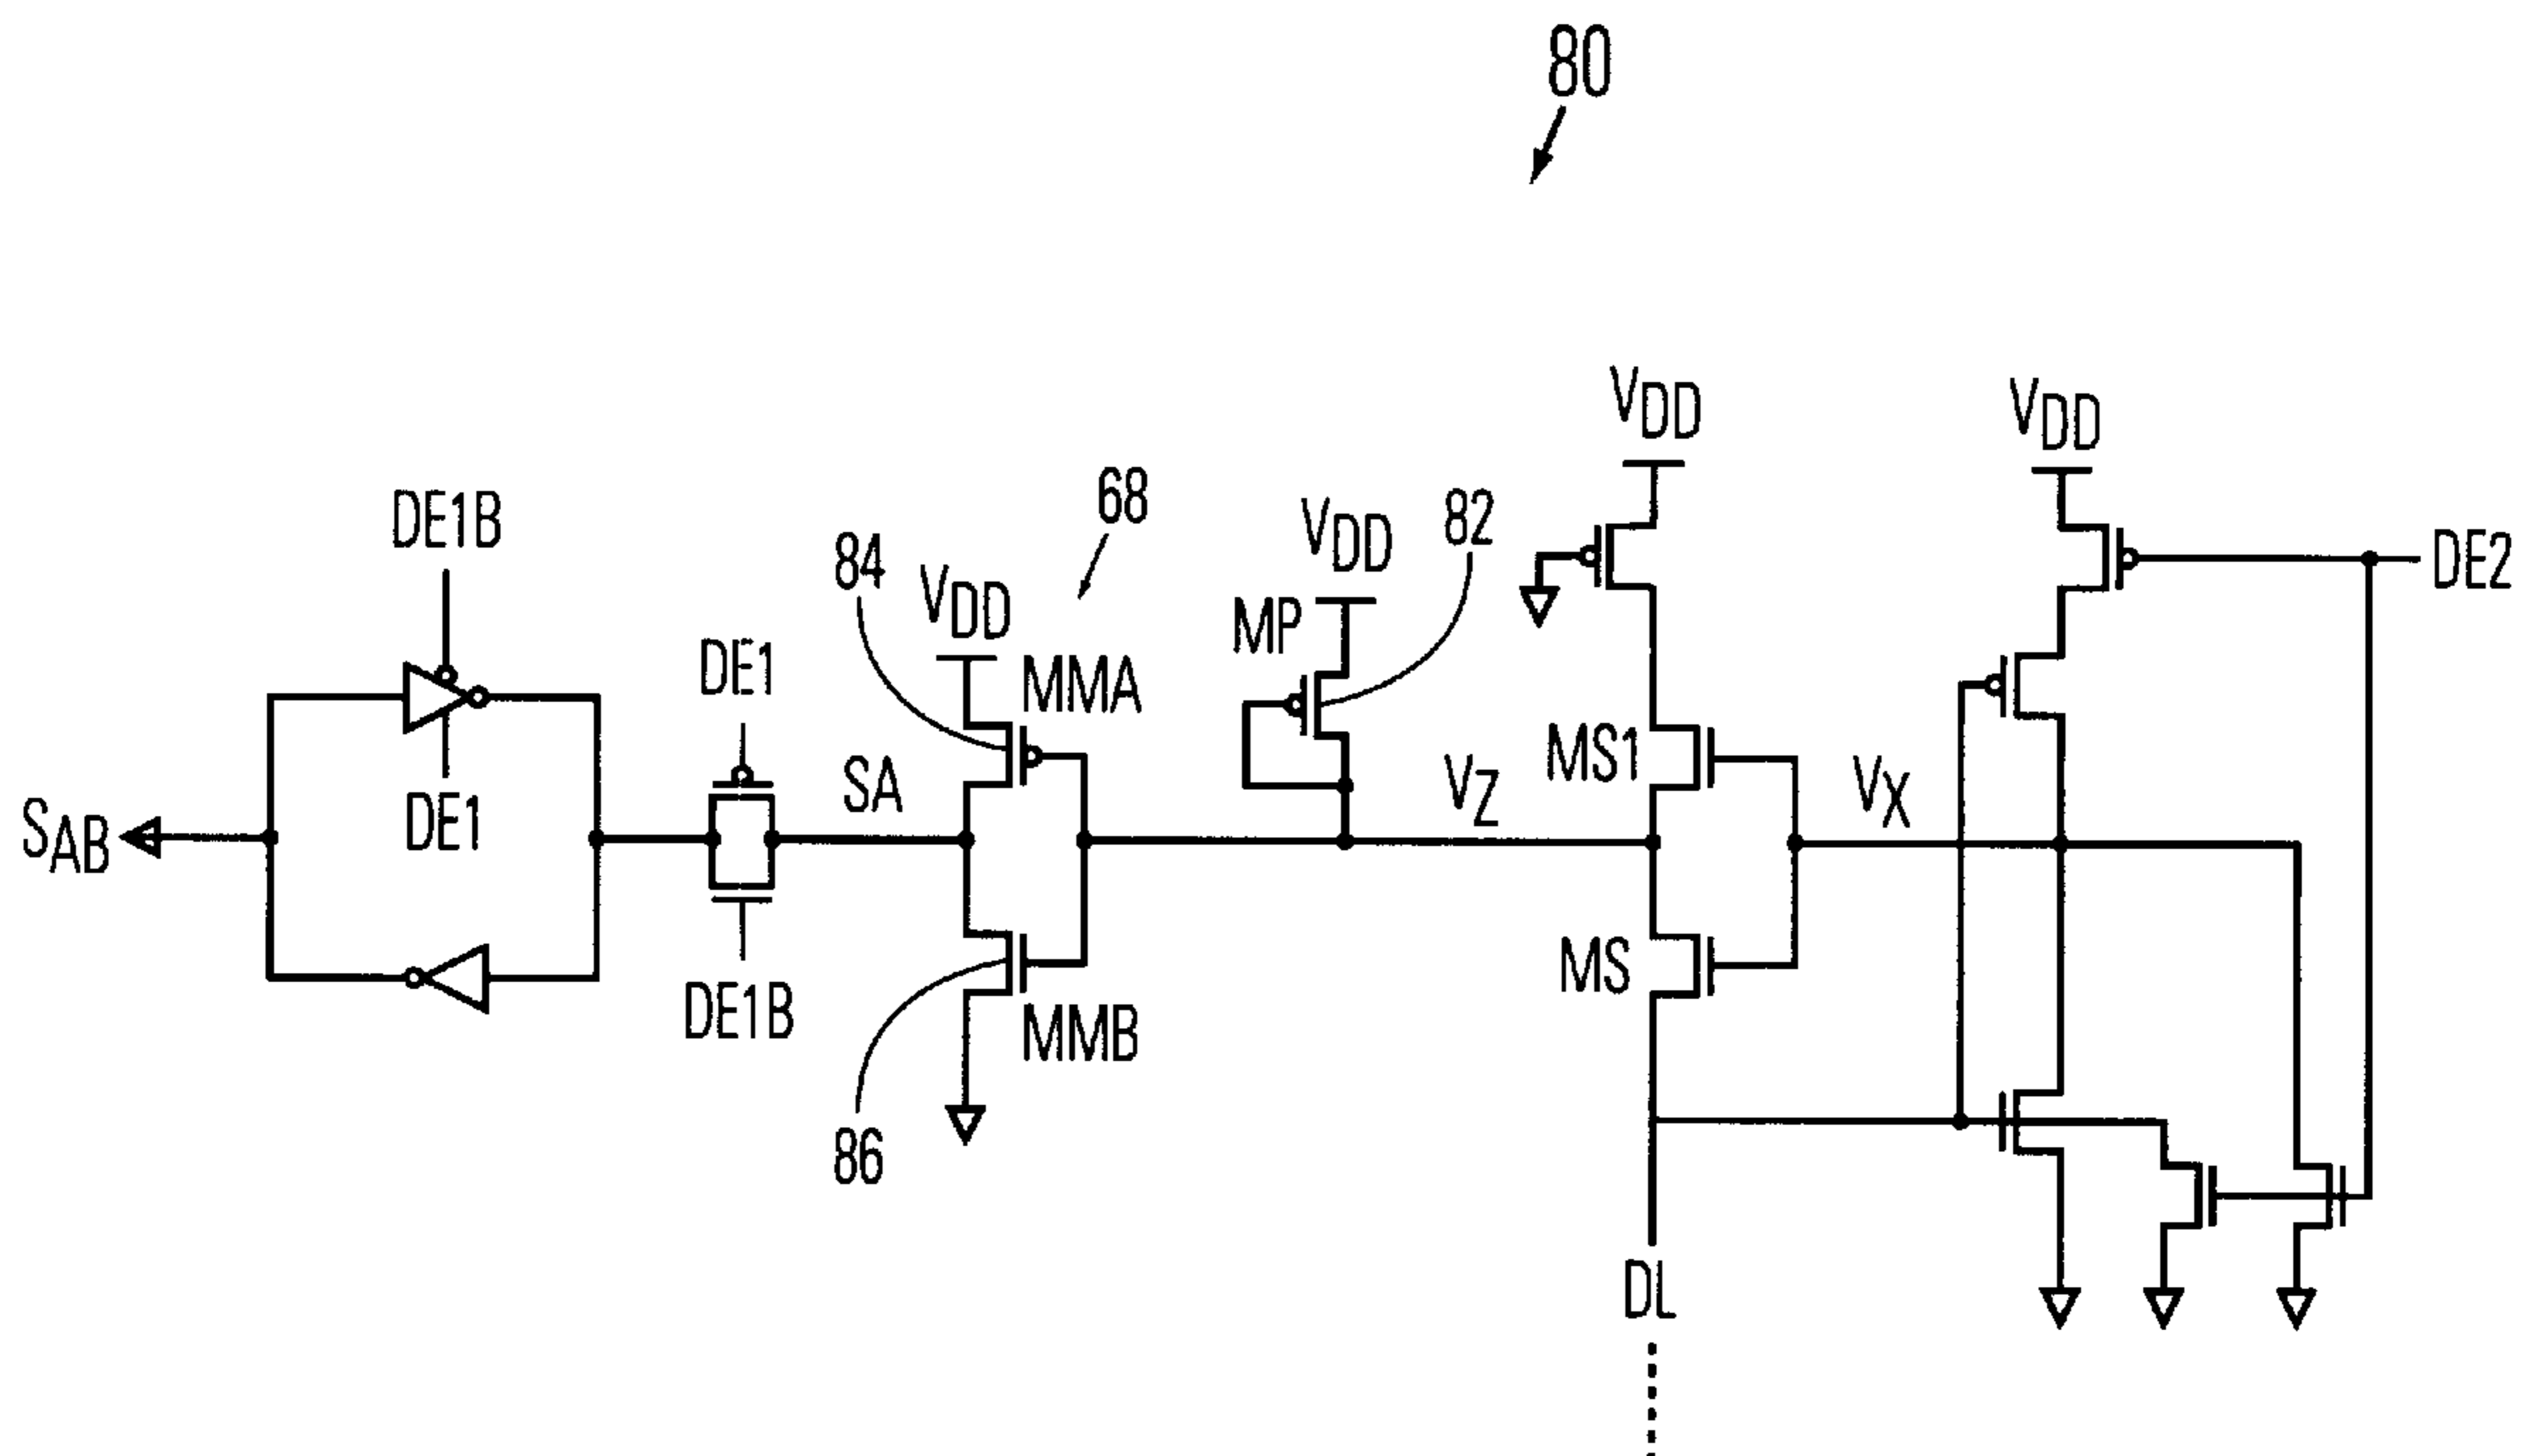 80
VDD
VDD
68
82
DE1B
84
VDD
DE2
VDD
MP
DE1
MMA
MS1
VZ
VX
SA
DE1
SAB
MS
DE1B
MMB
86
DL